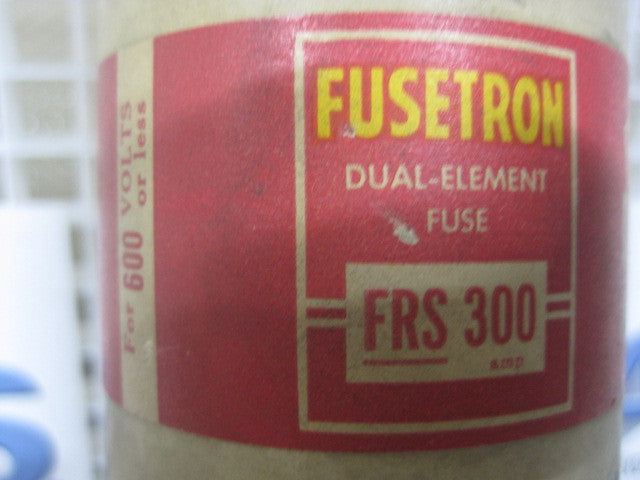 For 600 VOLTS
or less
FUSETRON
DUAL-ELEMENT
FUSE
FRS 300
amp